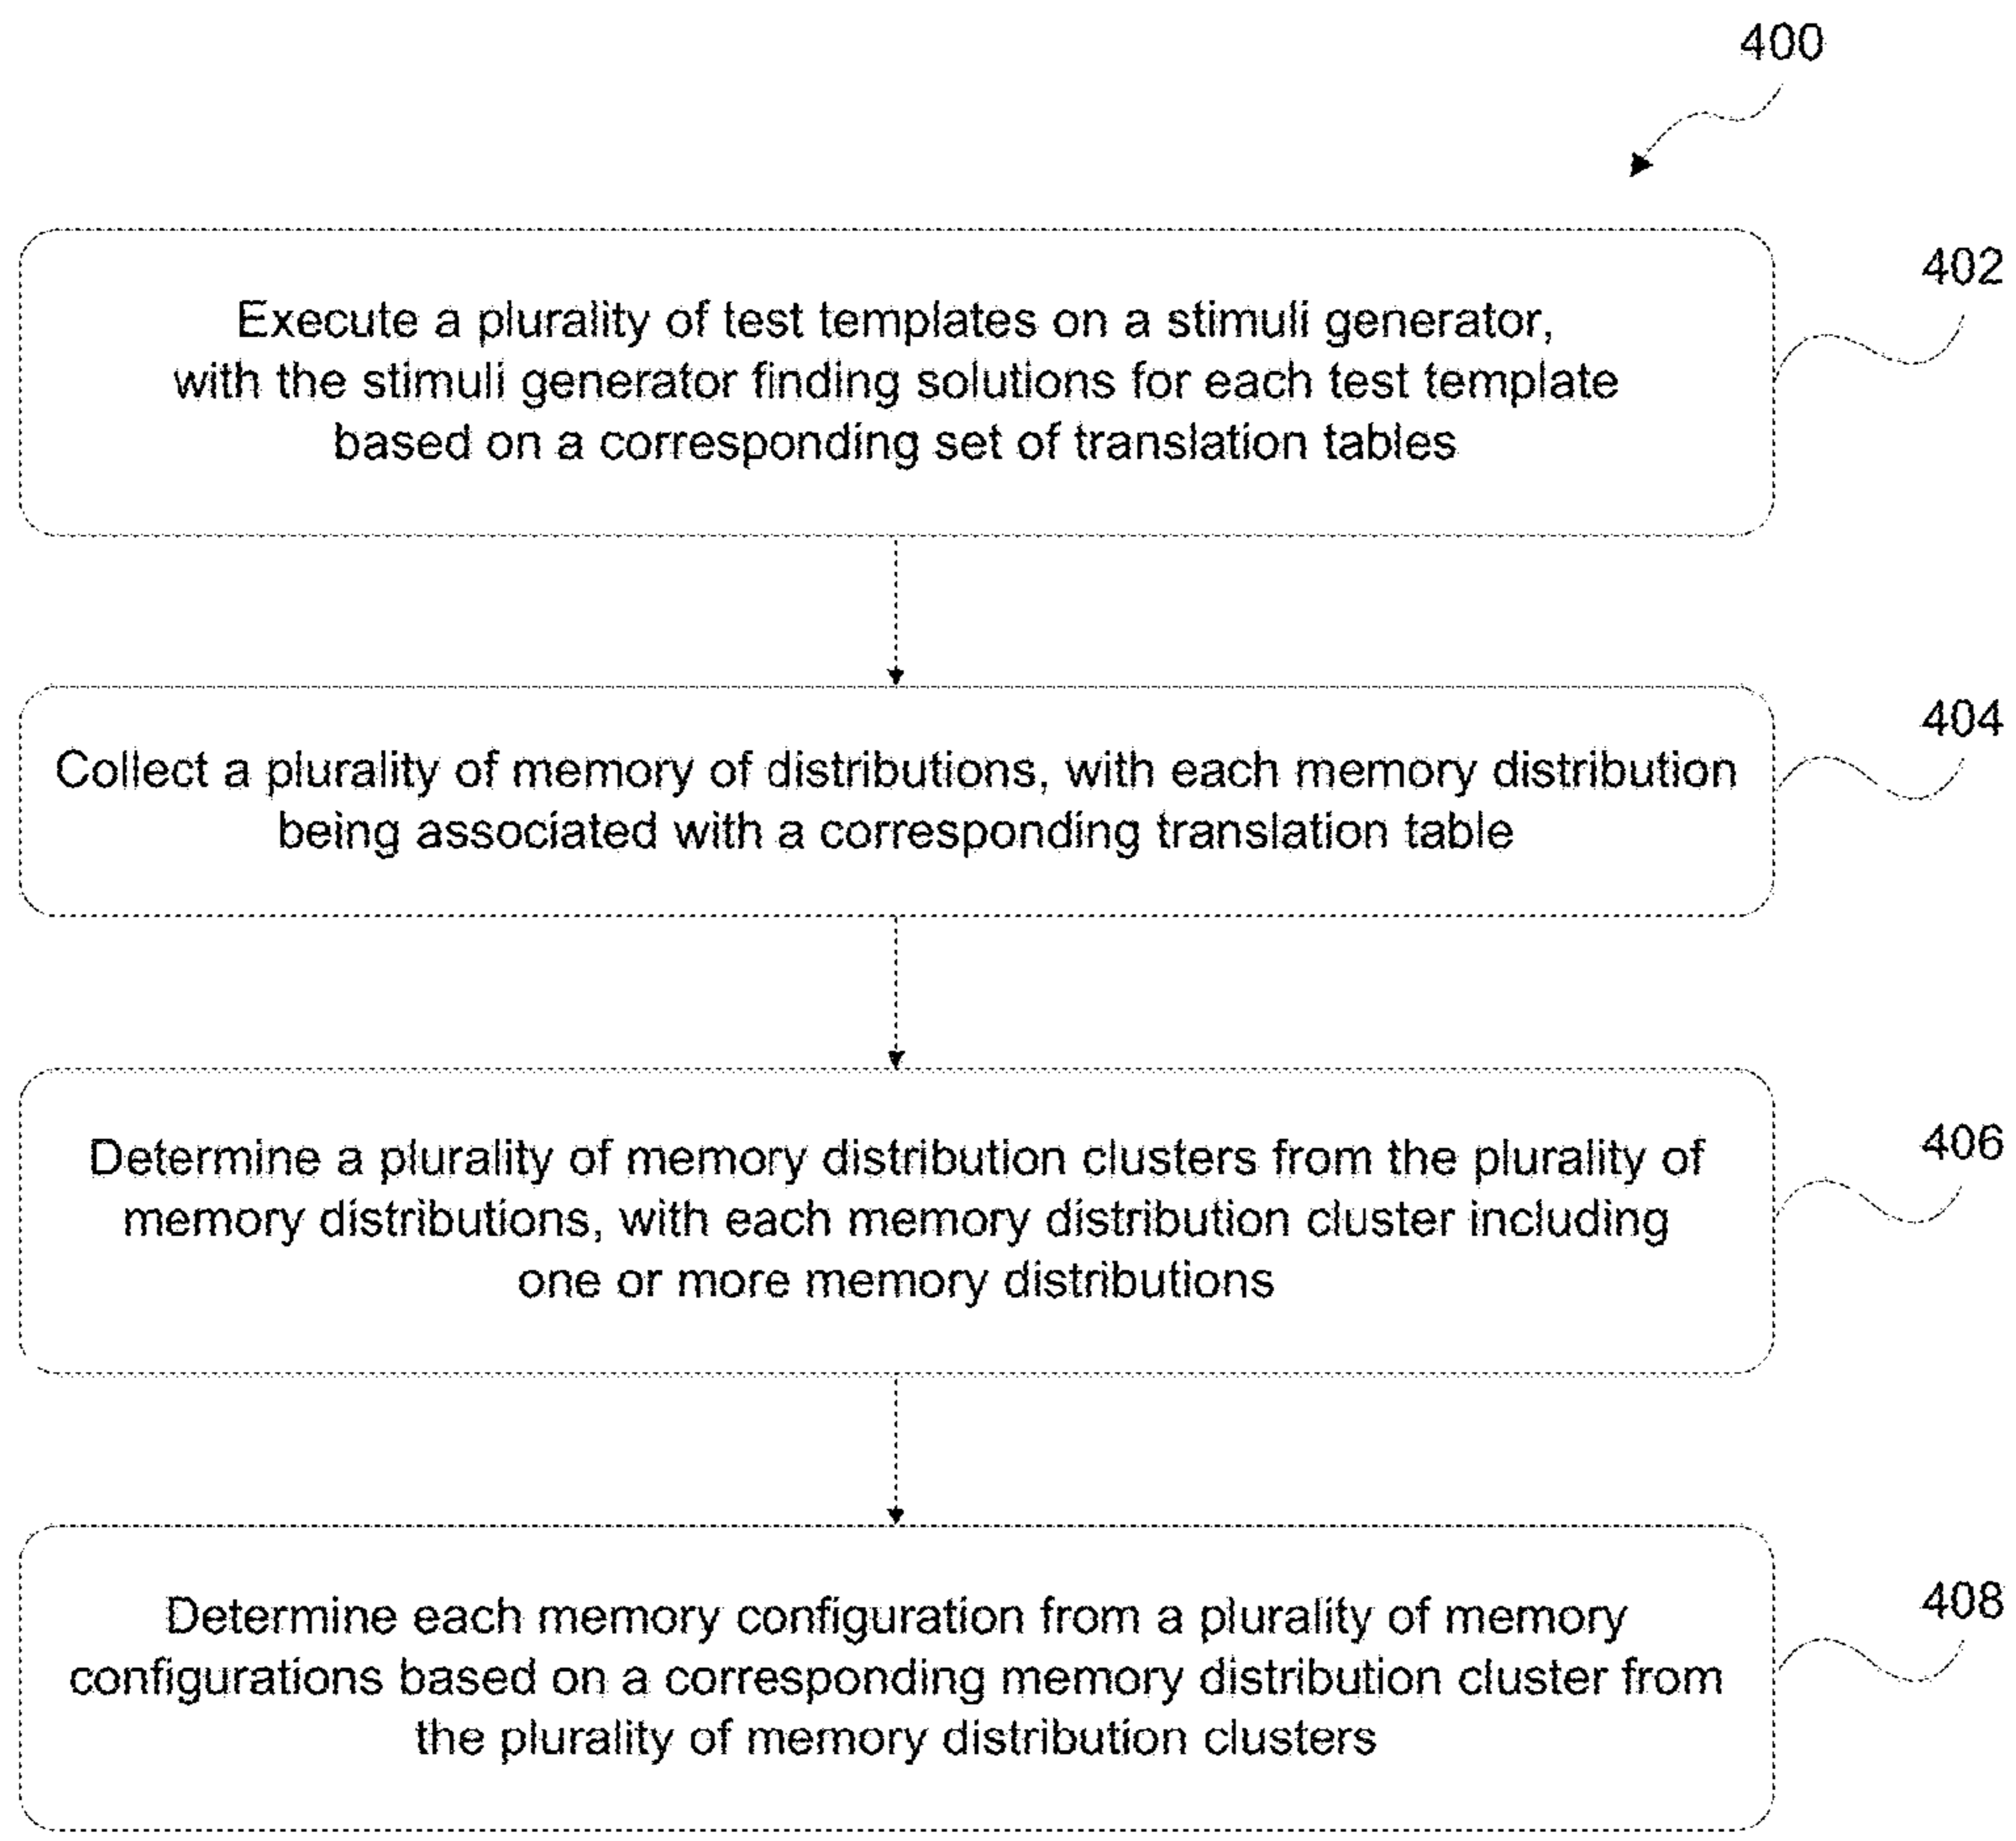 400
402
Execute a plurality of test templates on a stimuli generator,
with the stimuli generator finding solutions for each test template
based on a corresponding set of translation tables
404
Collect a plurality of memory of distributions, with each memory distribution
being associated with a corresponding translation table
406
Determine a plurality of memory distribution clusters from the plurality of
memory distributions, with each memory distribution cluster including
one or more memory distributions
408
Determine each memory configuration from a plurality of memory
configurations based on a corresponding memory distribution cluster from
the plurality of memory distribution clusters